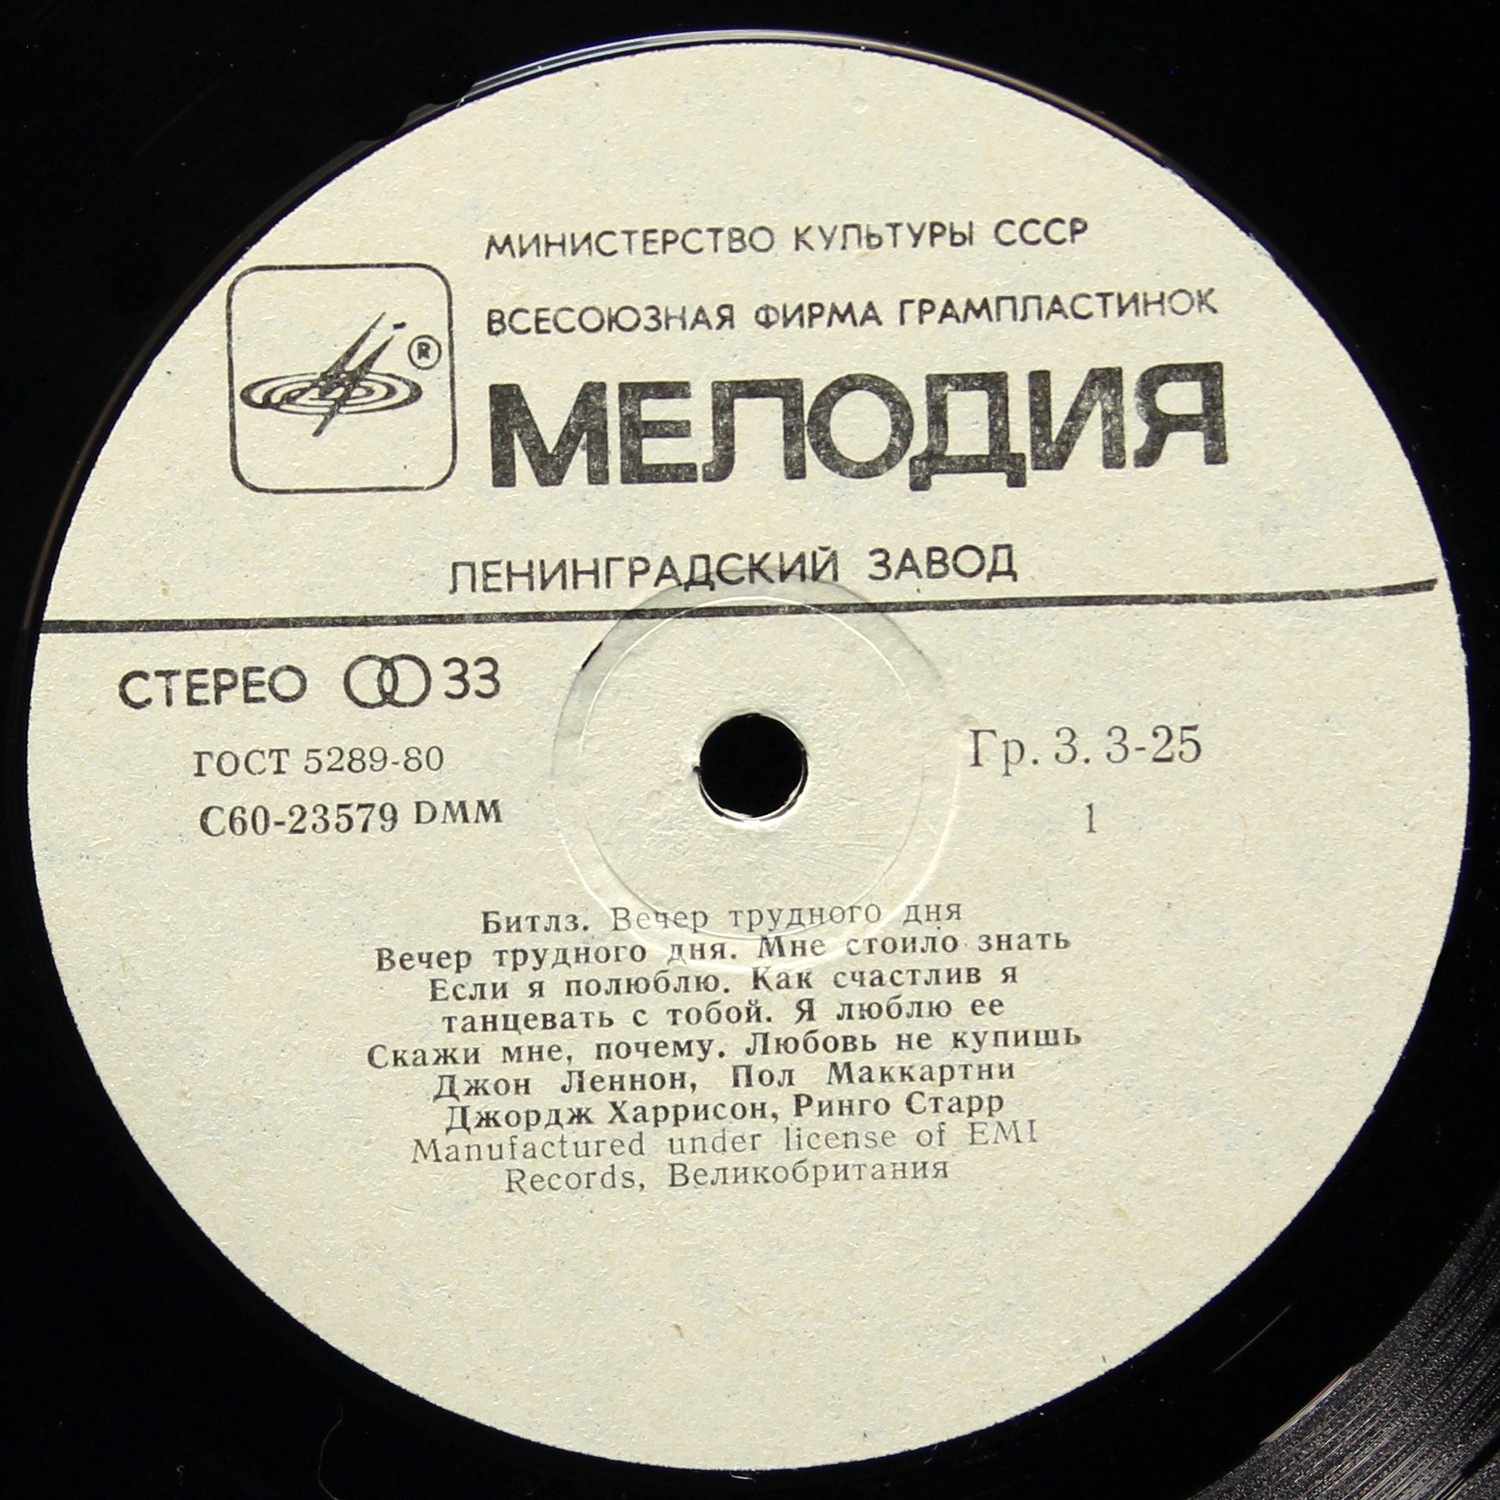 МИНИСТЕРСТВО КУЛЬТУРЫ СССР
ВСЕСОЮЗНАЯ ФИРМА ГРАМПЛАСТИНОК
®
МЕЛОДИЯ
ЛЕНИНГРАДСКИЙ ЗАВОД
СТЕРЕО 33
ГОСТ 5289-80
С60-23579 DMM
Гр. 3. 3-25
1
Битлз. Вечер трудного дня
Вечер трудного дня. Мне стоило знать
Если я полюблю. Как счастлив я
танцевать с тобой. Я люблю ее
Скажи мне, почему. Любовь не купишь
Джон Леннон, Пол Маккартни
Джордж Харрисон, Ринго Старр
Manufactured under license of EMI
Records, Великобритания